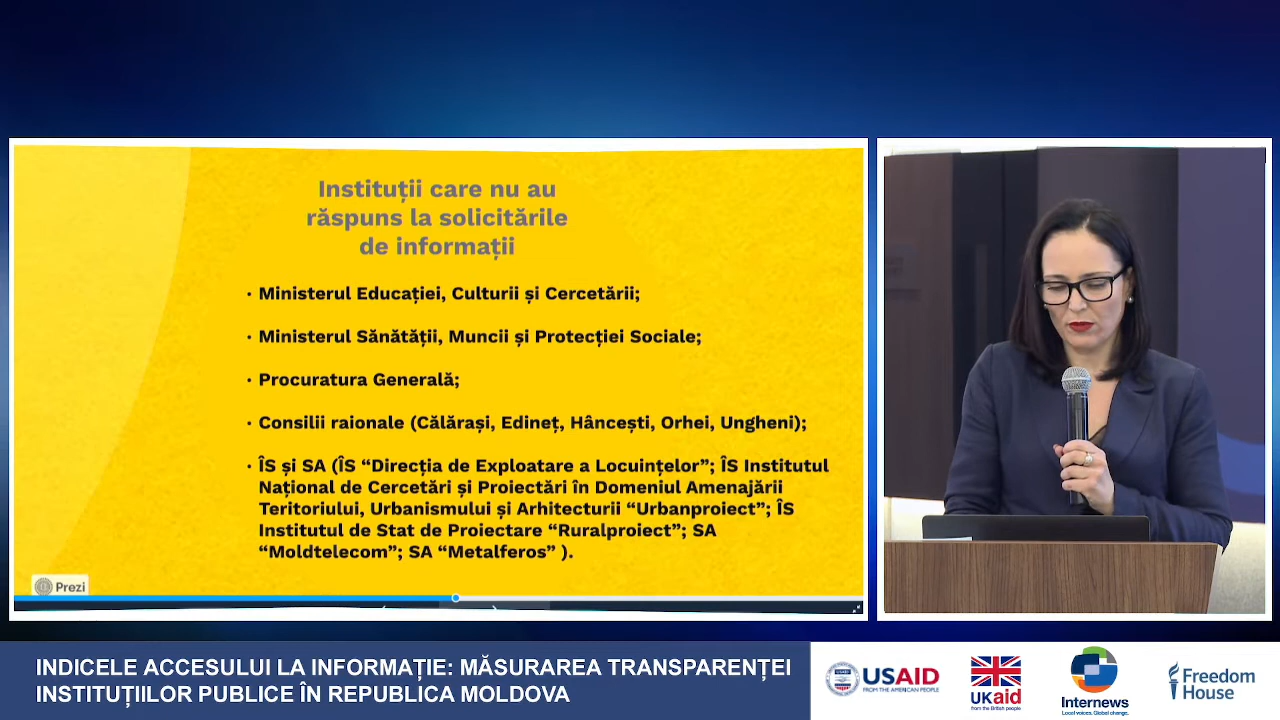 Instituții care nu au
răspuns la solicitările
de informații
• Ministerul Educației, Culturii și Cercetării;
• Ministerul Sănătății, Muncii și Protecției Sociale;
• Procuratura Generală;
• Consilii raionale (Călărași, Edineț, Hâncești, Orhei, Ungheni);
• ÎS și SA (ÎS “Direcția de Exploatare a Locuințelor”; ÎS Institutul
Național de Cercetări și Proiectări în Domeniul Amenajării
Teritoriului, Urbanismului și Arhitecturii “Urbanproiect”; ÎS
Institutul de Stat de Proiectare “Ruralproiect”; SA
“Moldtelecom”; SA “Metalferos” ).
Prezi
INDICELE ACCESULUI LA INFORMAȚIE: MĂSURAREA TRANSPARENȚEI
INSTITUȚIILOR PUBLICE ÎN REPUBLICA MOLDOVA
USAID
FROM THE AMERICAN PEOPLE
UKaid
from the British people
Internews
Local voices. Global change.
Freedom
House